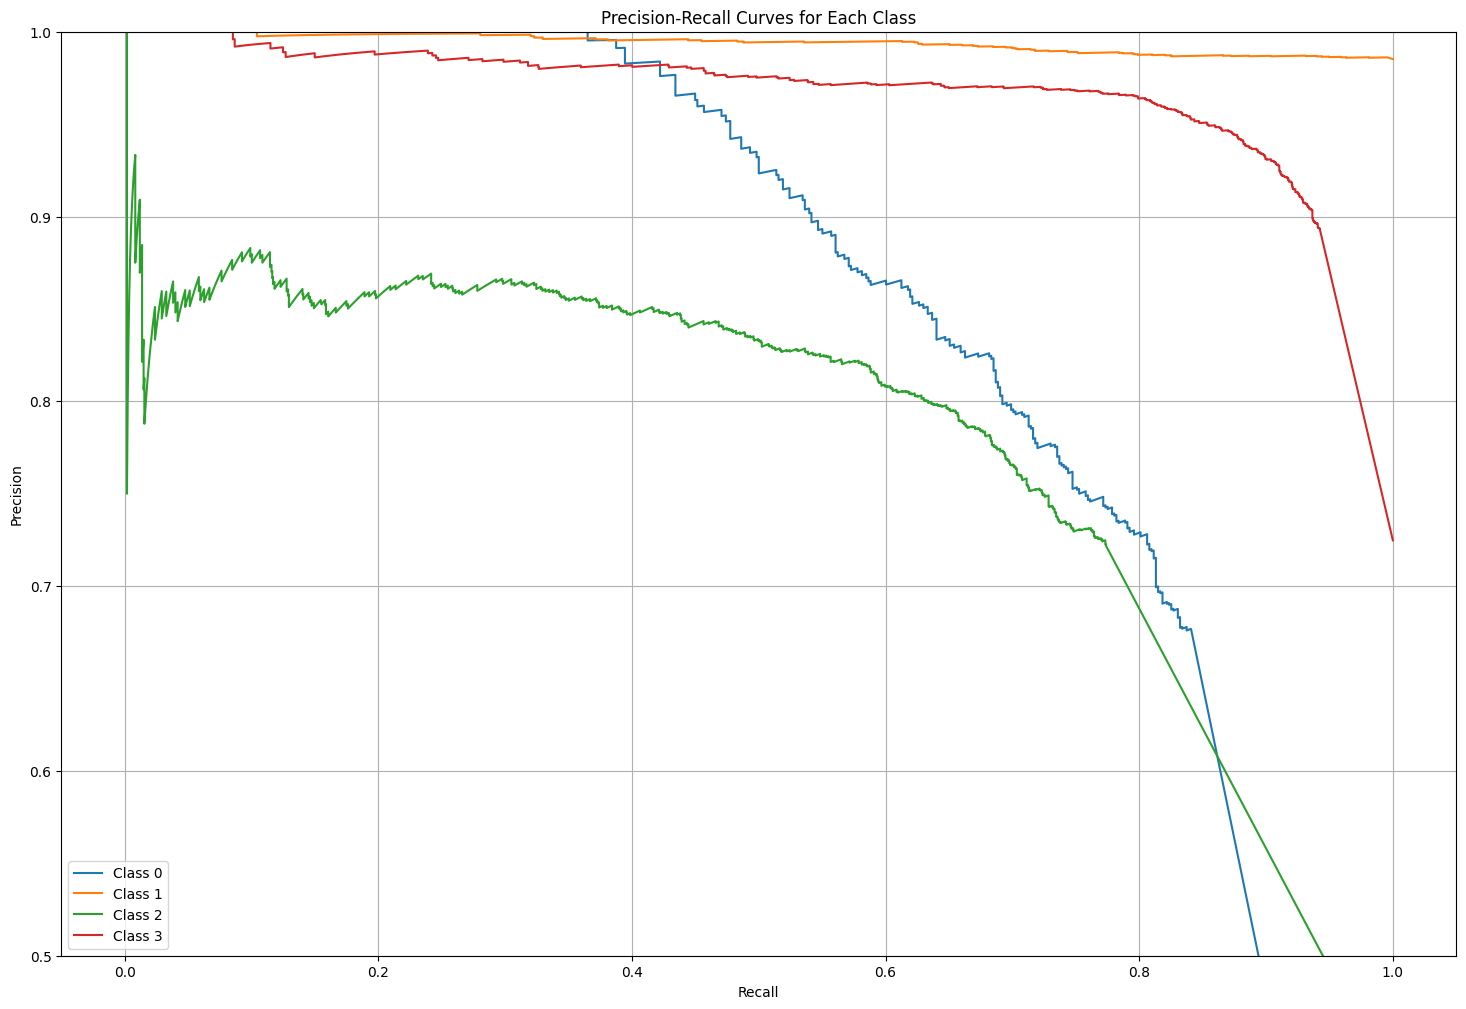 Precision-Recall Curves for Each Class
1.0
0.9
0.8
0.7
0.6
0.5
Precision
Class 0
Class 1
Class 2
Class 3
0.0 0.2 0.4 0.6 0.8 1.0
Recall